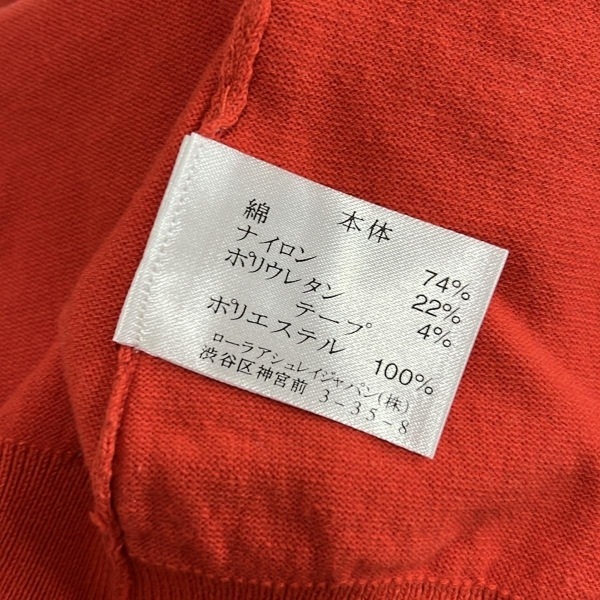 本体
綿 74%
ナイロン 22%
ポリウレタン 4%
テープ
ポリエステル 100%
ローラアシュレイジャパン(株)
渋谷区神宮前 3-35-8